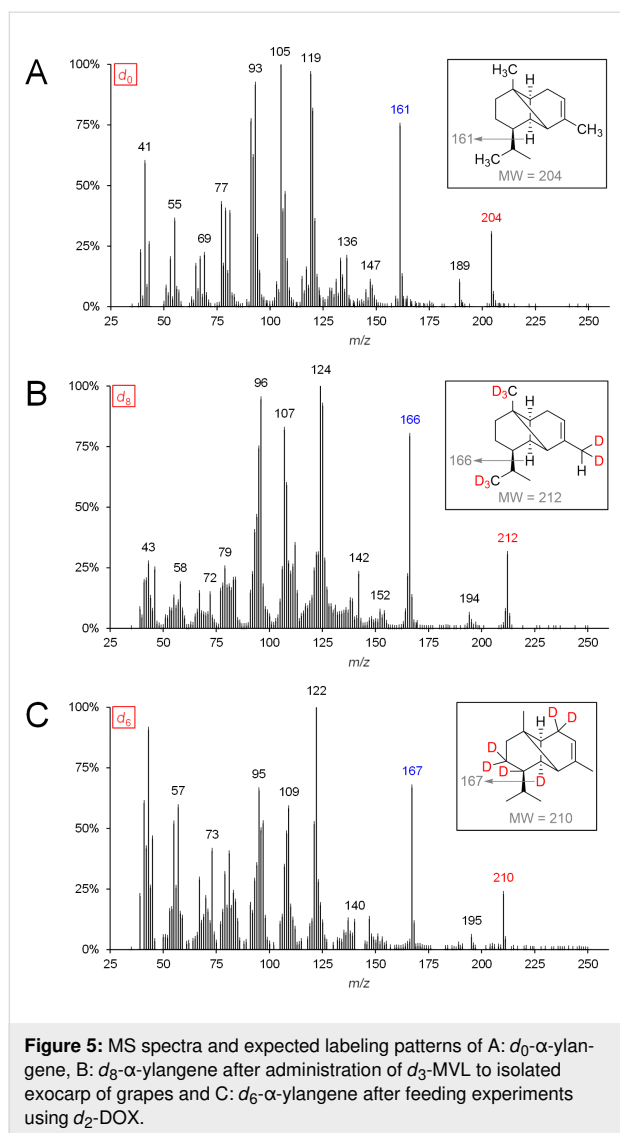 A
d0
100%
75%
50%
25%
0%
41
55
69
77
93
105
119
136
147
161
189
204
25
50
75
100
125
150
175
200
225
250
m/z
H3C
H
161
H
CH3
H3C
MW = 204
B
d8
100%
75%
50%
25%
0%
43
58
72
79
96
107
124
142
152
166
194
212
25
50
75
100
125
150
175
200
225
250
m/z
D3C
H
D
166
H
H
D
D3C
MW = 212
C
d6
100%
75%
50%
25%
0%
57
73
95
109
122
140
167
195
210
25
50
75
100
125
150
175
200
225
250
m/z
D
H
D
D
D
D
167
D
MW = 210
Figure 5: MS spectra and expected labeling patterns of A: d0-α-ylan-
gene, B: d8-α-ylangene after administration of d3-MVL to isolated
exocarp of grapes and C: d6-α-ylangene after feeding experiments
using d2-DOX.